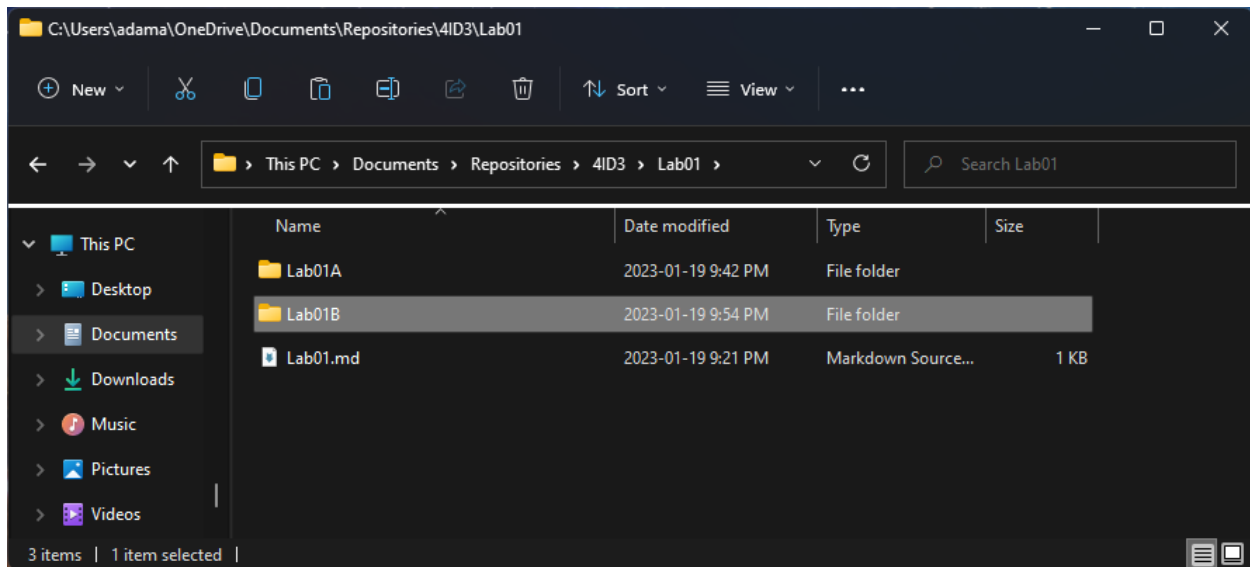 C:\Users\adama\OneDrive\Documents\Repositories\4ID3\Lab01
New Sort View
This PC > Documents > Repositories > 4ID3 > Lab01 > Search Lab01
Name Date modified Type Size
This PC
Lab01A 2023-01-19 9:42 PM File folder
Desktop
Lab01B 2023-01-19 9:54 PM File folder
Documents
Lab01.md 2023-01-19 9:21 PM Markdown Source... 1 KB
Downloads
Music
Pictures
Videos
3 items | 1 item selected |